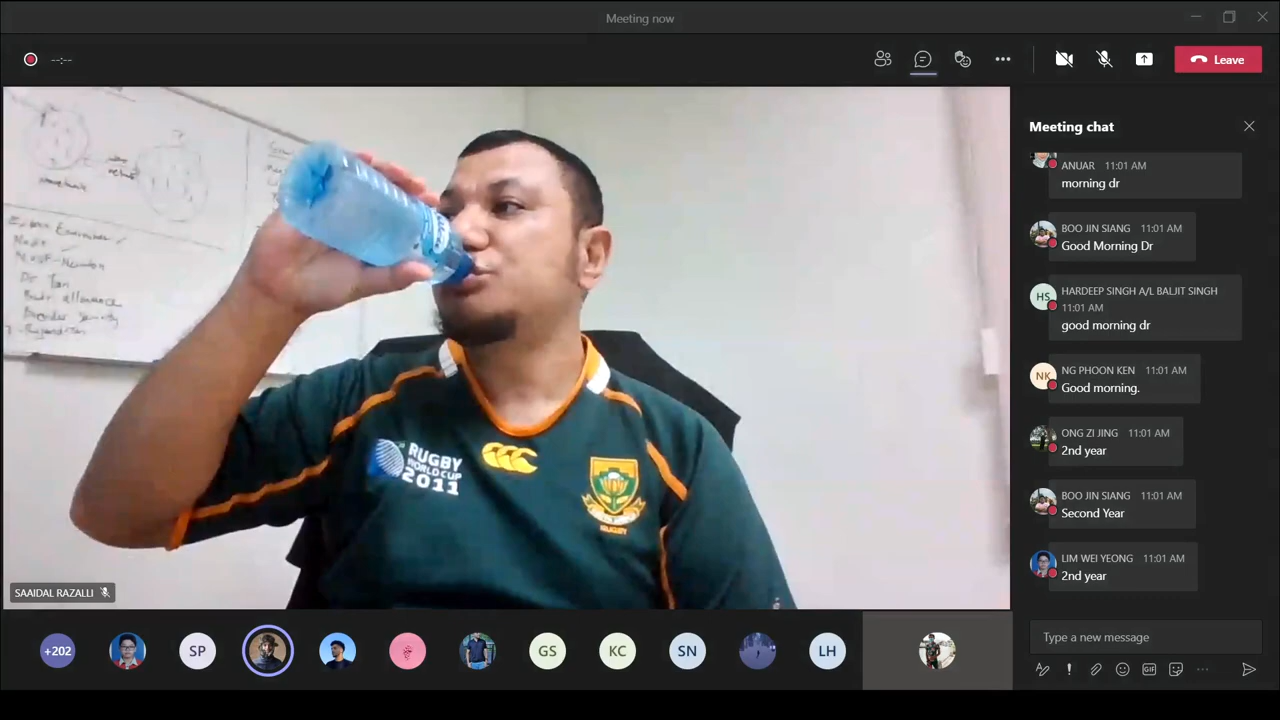 Meeting now
--:--
Leave
Meeting chat
ANUAR 11:01 AM
morning dr
BOO JIN SIANG 11:01 AM
Good Morning Dr
HS
HARDEEP SINGH A/L BALJIT SINGH
11:01 AM
good morning dr
NK
NG PHOON KEN 11:01 AM
Good morning.
ONG ZI JING 11:01 AM
2nd year
BOO JIN SIANG 11:01 AM
Second Year
LIM WEI YEONG 11:01 AM
2nd year
Type a new message
GIF
Dr Tan
RUGBY
WORLD CUP
2011
RUGBY
SAAIDAL RAZALLI
+202
SP
GS
KC
SN
LH